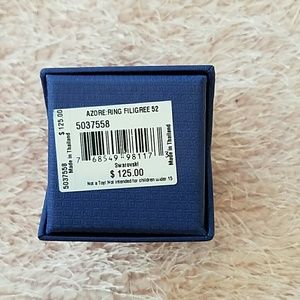 AZORE:RING FILIGREE 52
5037558
$ 125.00
Made in Thailand
5037558
7 68549 98117
Made in Thailand
Swarovski
$ 125.00
Not a Toy! Not intended for children under 15